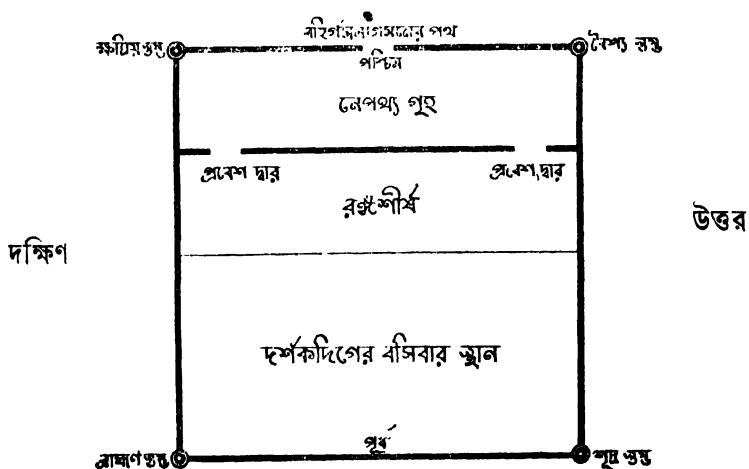 বহির্গমনাগমনের পথ
ক্ষত্রিয় স্তম্ভ
বৈশ্য স্তম্ভ
পশ্চিম
নেপথ্য গৃহ
প্রবেশ দ্বার
প্রবেশ দ্বার
রঙ্গশীর্ষ
দক্ষিণ
উত্তর
দর্শকদিগের বসিবার স্থান
পূর্ব
ব্রাহ্মণ স্তম্ভ
শূদ্র স্তম্ভ